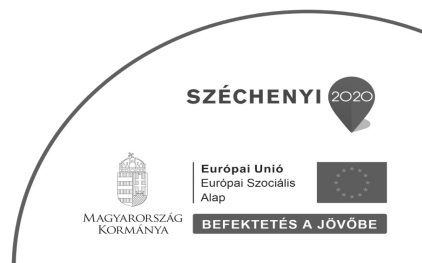 SZÉCHENYI 2020
Európai Unió
Európai Szociális
Alap
MAGYARORSZÁG
KORMÁNYA
BEFEKTETÉS A JÖVŐBE